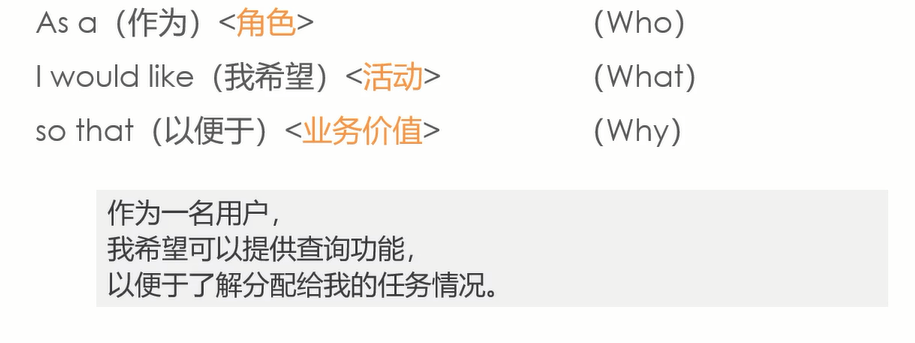 As a（作为）<角色> (Who)
I would like（我希望）<活动> (What)
so that（以便于）<业务价值> (Why)
作为一名用户，
我希望可以提供查询功能，
以便于了解分配给我的任务情况。